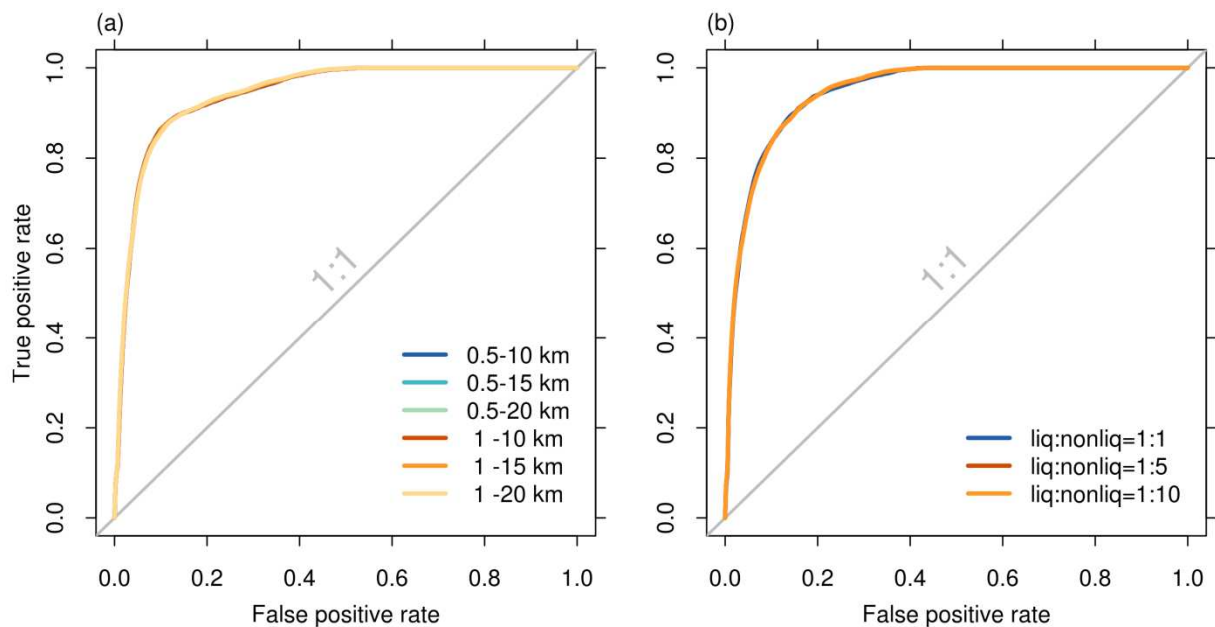 (a)
True positive rate
1.0
0.8
0.6
0.4
0.2
0.0
1:1
0.5-10 km
0.5-15 km
0.5-20 km
1 -10 km
1 -15 km
1 -20 km
0.0 0.2 0.4 0.6 0.8 1.0
False positive rate
(b)
1.0
0.8
0.6
0.4
0.2
0.0
1:1
liq:nonliq=1:1
liq:nonliq=1:5
liq:nonliq=1:10
0.0 0.2 0.4 0.6 0.8 1.0
False positive rate